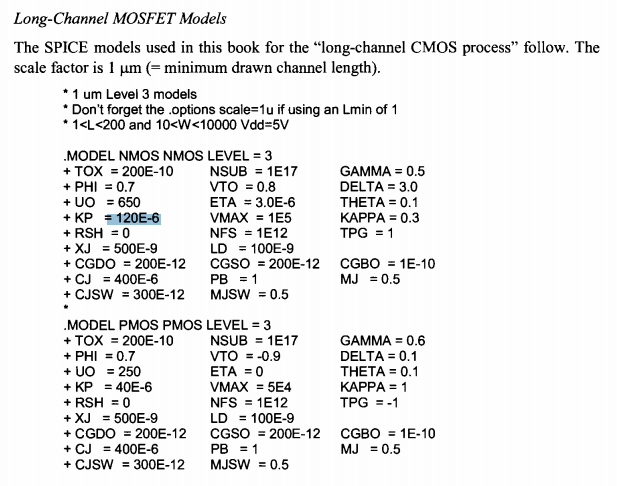 Long-Channel MOSFET Models
The SPICE models used in this book for the “long-channel CMOS process” follow. The
scale factor is 1 μm (= minimum drawn channel length).
* 1 um Level 3 models
* Don't forget the .options scale=1u if using an Lmin of 1
* 1<L<200 and 10<W<10000 Vdd=5V
.MODEL NMOS NMOS LEVEL = 3
+ TOX = 200E-10 NSUB = 1E17 GAMMA = 0.5
+ PHI = 0.7 VTO = 0.8 DELTA = 3.0
+ UO = 650 ETA = 3.0E-6 THETA = 0.1
+ KP = 120E-6 VMAX = 1E5 KAPPA = 0.3
+ RSH = 0 NFS = 1E12 TPG = 1
+ XJ = 500E-9 LD = 100E-9
+ CGDO = 200E-12 CGSO = 200E-12 CGBO = 1E-10
+ CJ = 400E-6 PB = 1 MJ = 0.5
+ CJSW = 300E-12 MJSW = 0.5
*
.MODEL PMOS PMOS LEVEL = 3
+ TOX = 200E-10 NSUB = 1E17 GAMMA = 0.6
+ PHI = 0.7 VTO = -0.9 DELTA = 0.1
+ UO = 250 ETA = 0 THETA = 0.1
+ KP = 40E-6 VMAX = 5E4 KAPPA = 1
+ RSH = 0 NFS = 1E12 TPG = -1
+ XJ = 500E-9 LD = 100E-9
+ CGDO = 200E-12 CGSO = 200E-12 CGBO = 1E-10
+ CJ = 400E-6 PB = 1 MJ = 0.5
+ CJSW = 300E-12 MJSW = 0.5